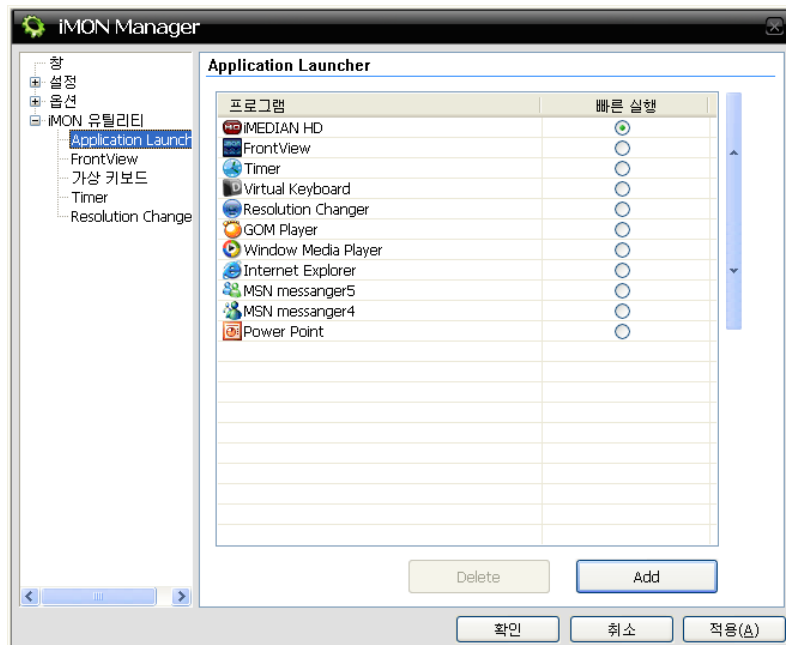 iMON Manager
창
설정
옵션
iMON 유틸리티
Application Launch
FrontView
가상 키보드
Timer
Resolution Change
Application Launcher
프로그램 빠른 실행
iMEDIAN HD
FrontView
Timer
Virtual Keyboard
Resolution Changer
GOM Player
Window Media Player
Internet Explorer
MSN messanger5
MSN messanger4
Power Point
Delete Add
확인 취소 적용(A)